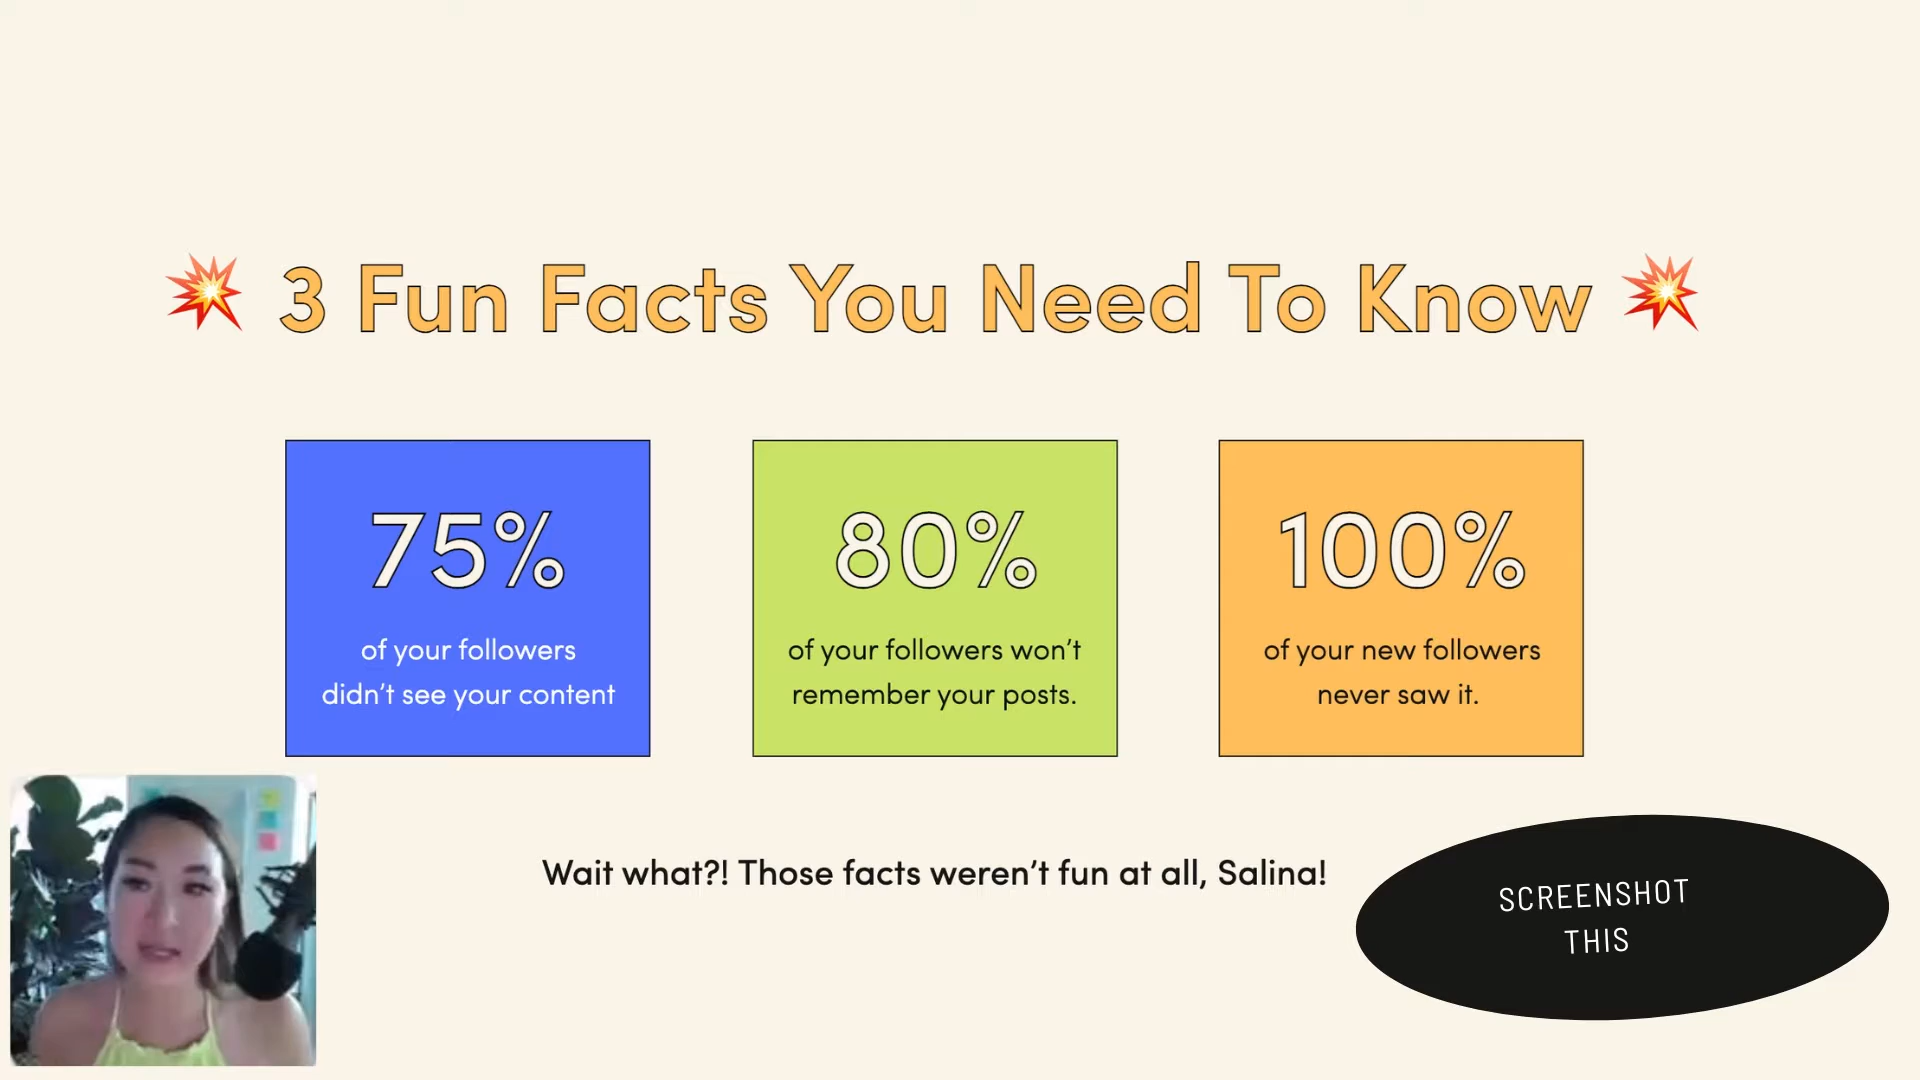 3 Fun Facts You Need To Know
75%
of your followers
didn’t see your content
80%
of your followers won’t
remember your posts.
100%
of your new followers
never saw it.
Wait what?! Those facts weren’t fun at all, Salina!
SCREENSHOT
THIS